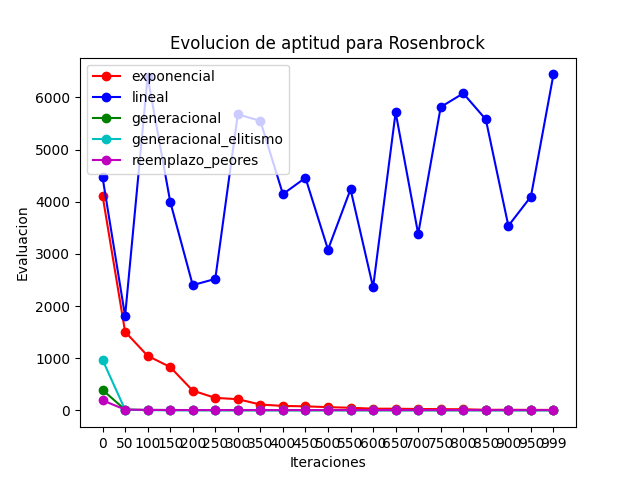 Evolucion de aptitud para Rosenbrock
exponencial
lineal
generacional
generacional_elitismo
reemplazo_peores
6000
5000
4000
3000
2000
1000
0
Evaluacion
0 50 100 150 200 250 300 350 400 450 500 550 600 650 700 750 800 850 900 950 999
Iteraciones